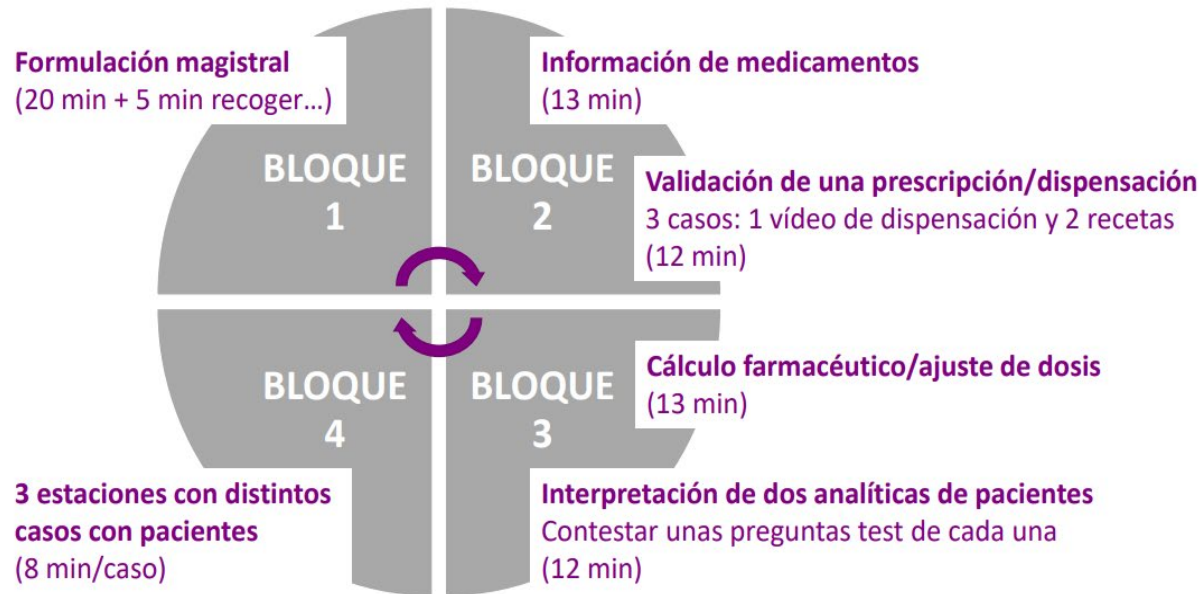 Formulación magistral
(20 min + 5 min recoger…)
BLOQUE
1
Información de medicamentos
(13 min)
BLOQUE
2
Validación de una prescripción/dispensación
3 casos: 1 vídeo de dispensación y 2 recetas
(12 min)
BLOQUE
3
Cálculo farmacéutico/ajuste de dosis
(13 min)
Interpretación de dos analíticas de pacientes
Contestar unas preguntas test de cada una
(12 min)
BLOQUE
4
3 estaciones con distintos
casos con pacientes
(8 min/caso)